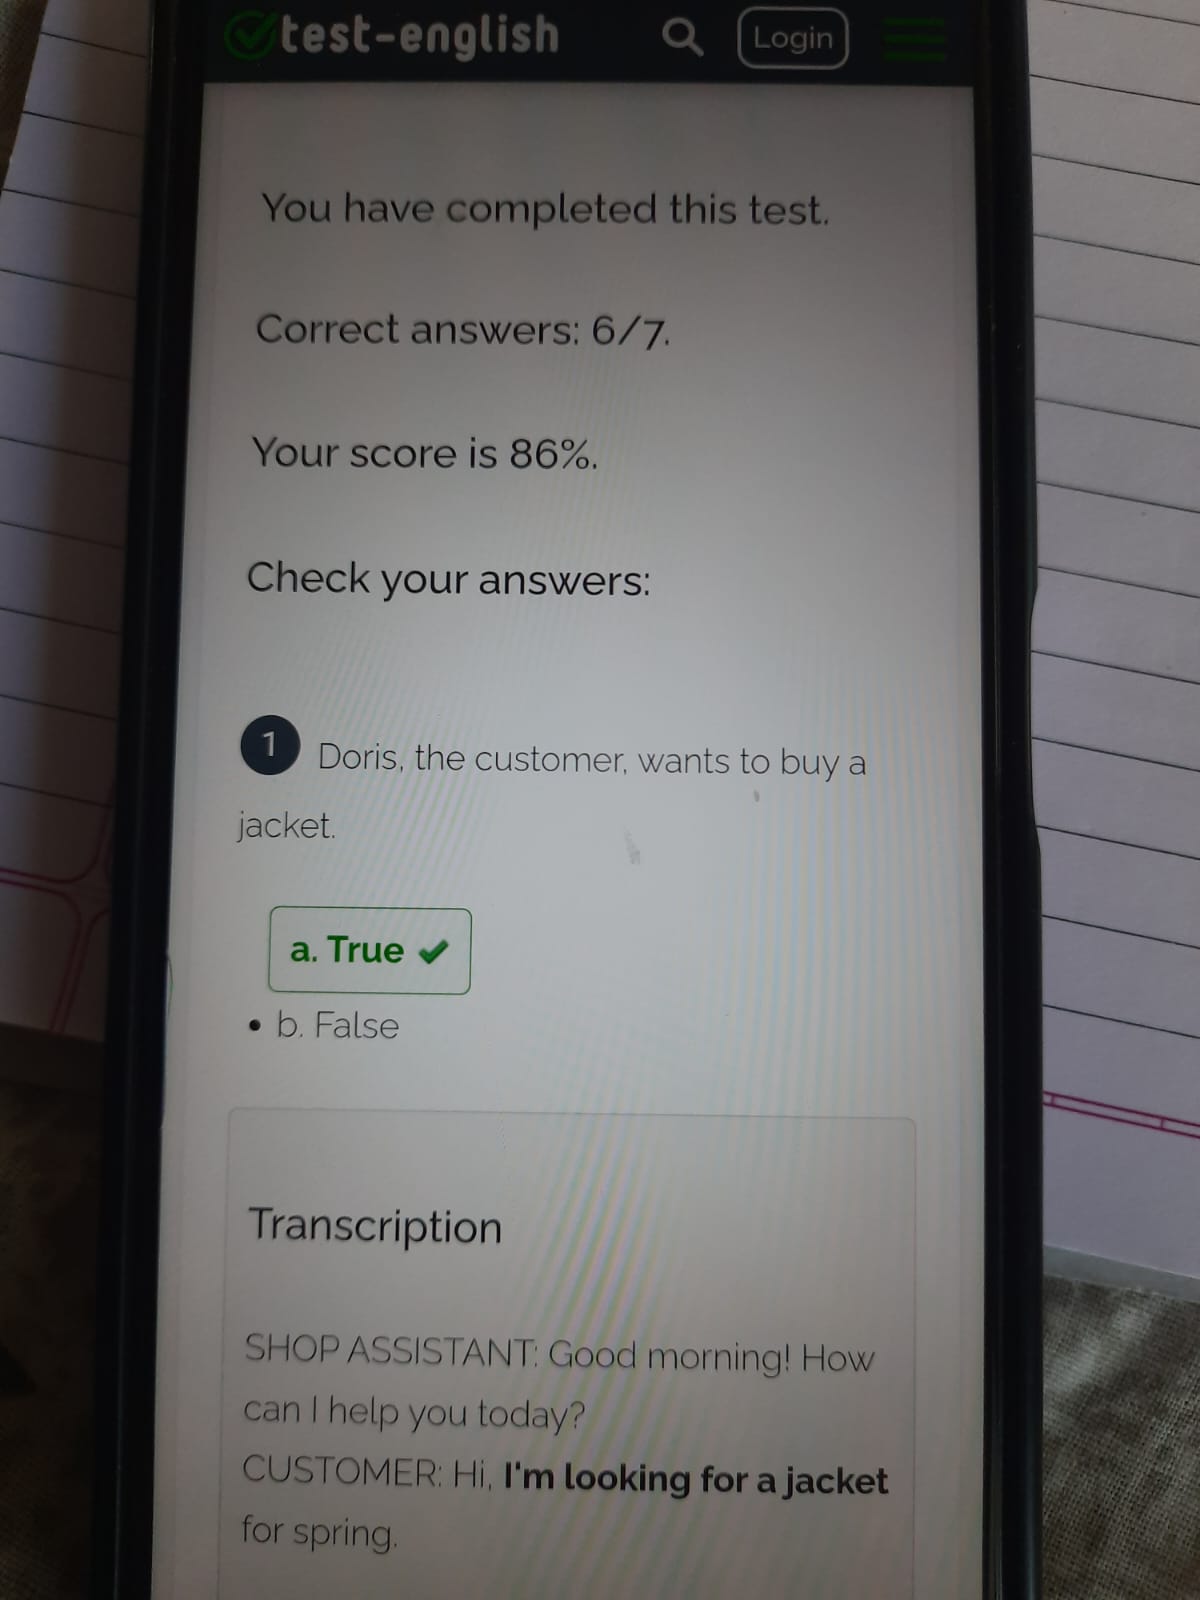 test-english
Login
You have completed this test.
Correct answers: 6/7.
Your score is 86%.
Check your answers:
1 Doris, the customer, wants to buy a
jacket.
a. True ✔
• b. False
Transcription
SHOP ASSISTANT: Good morning! How
can I help you today?
CUSTOMER: Hi, I'm looking for a jacket
for spring.